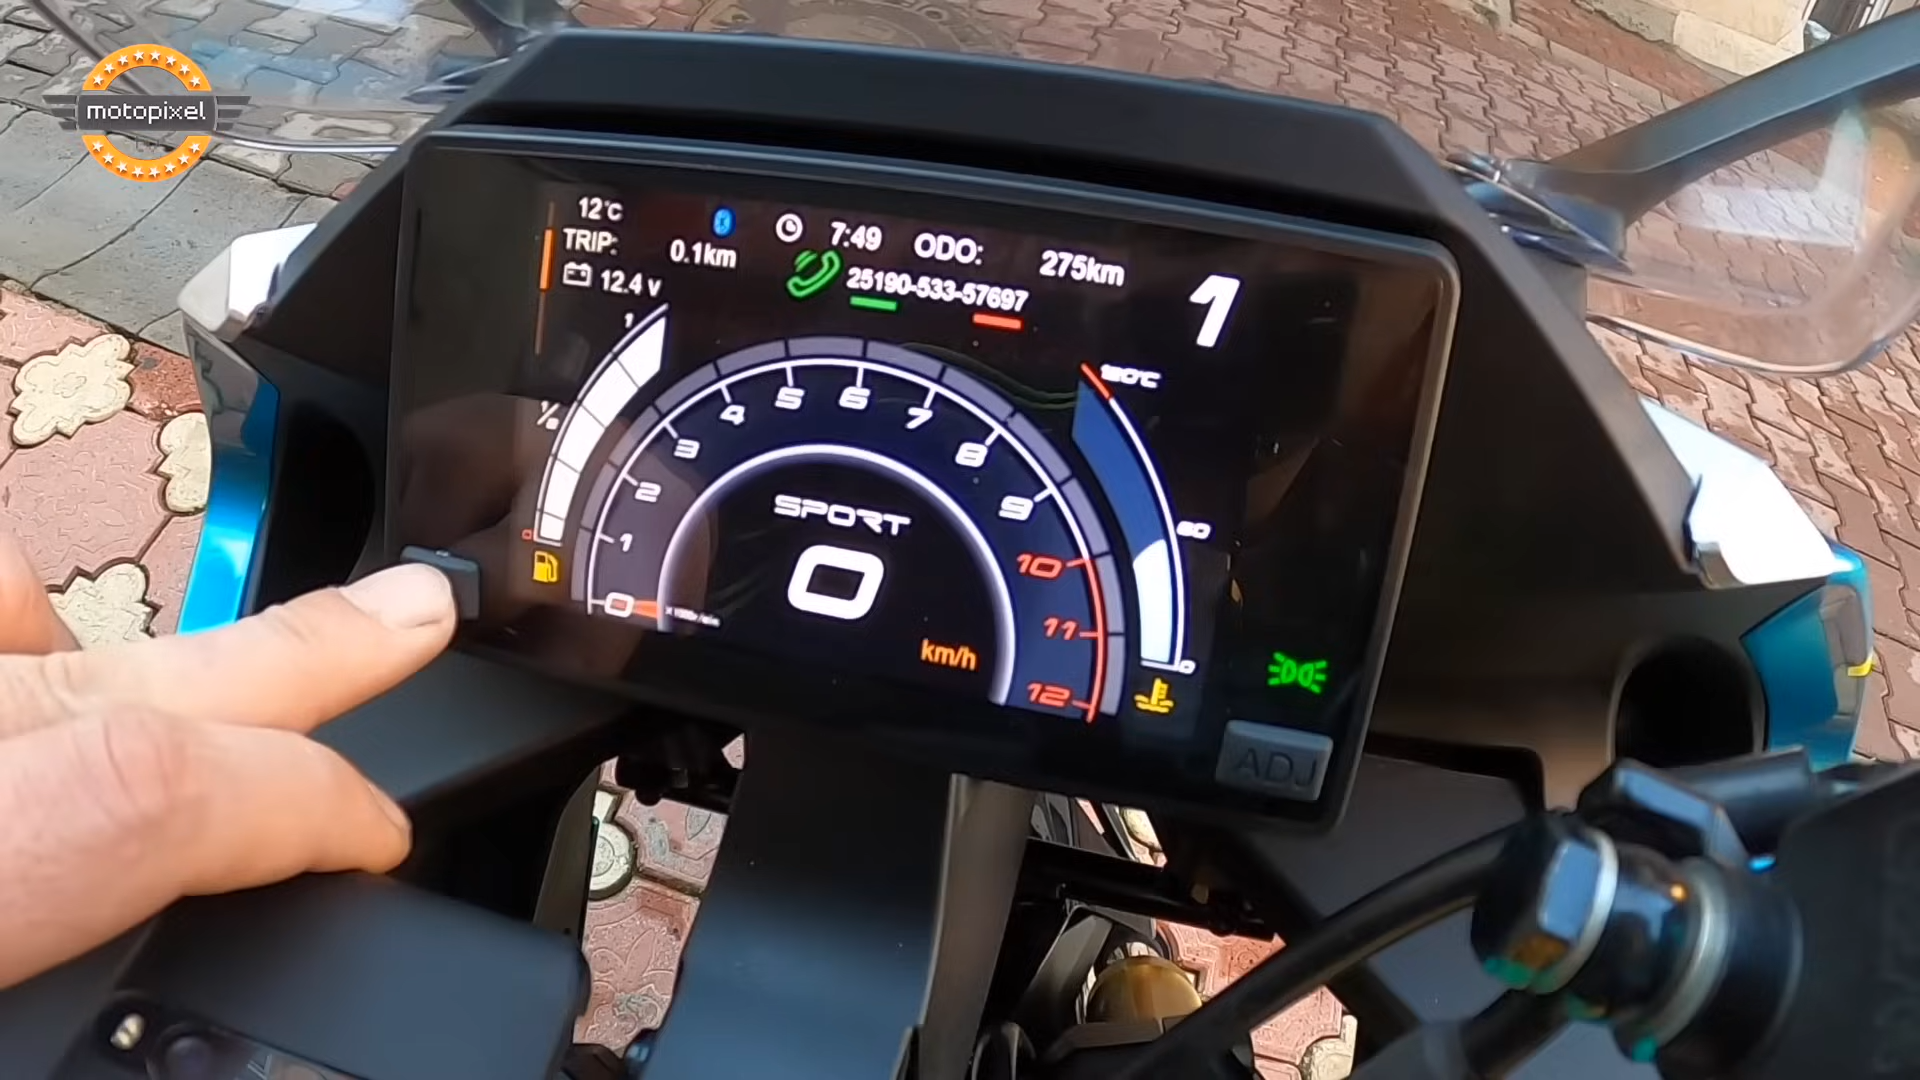 motopixel
12°C
7:49 ODO: 275km
TRIP: 0.1km
12.4 v
25190-533-57697
1
1
½
0
120°C
60
0
0 1 2 3 4 5 6 7 8 9 10 11 12
SPORT
0
km/h
ADJ